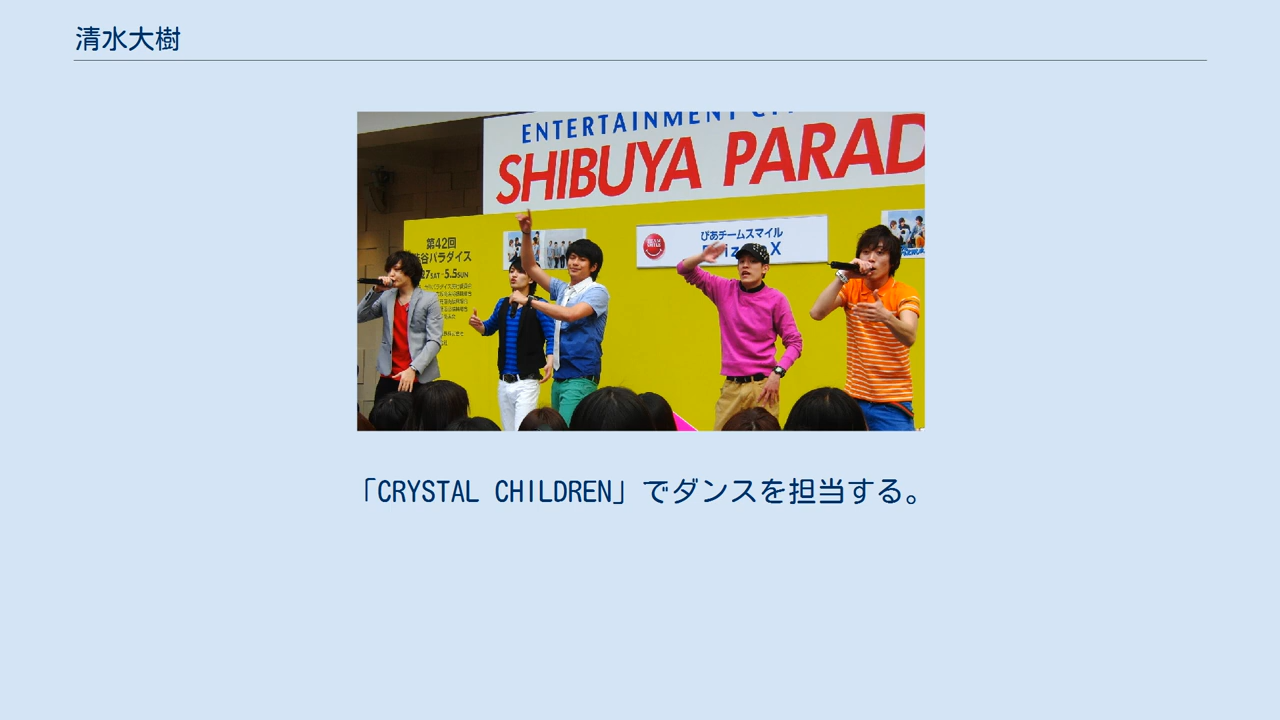 清水大樹
ENTERTAINMENT
SHIBUYA PARAD
第42回
渋谷パラダイス
5.5SUN
ぴあチームスマイル
「CRYSTAL CHILDREN」でダンスを担当する。